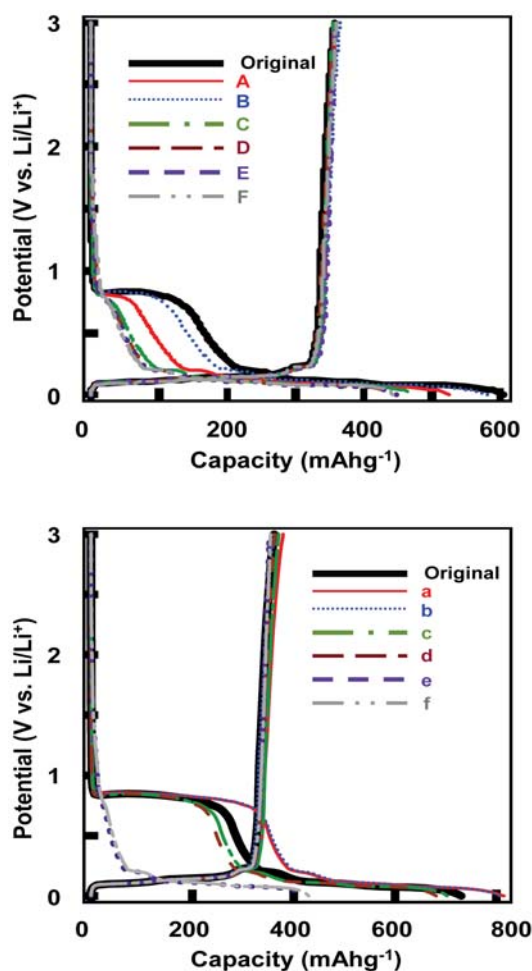 3
2
1
0
Potential (V vs. Li/Li⁺)
Original
A
B
C
D
E
F
0 200 400 600
Capacity (mAhg⁻¹)
3
2
1
0
Potential (V vs. Li/Li⁺)
Original
a
b
c
d
e
f
0 200 400 600 800
Capacity (mAhg⁻¹)